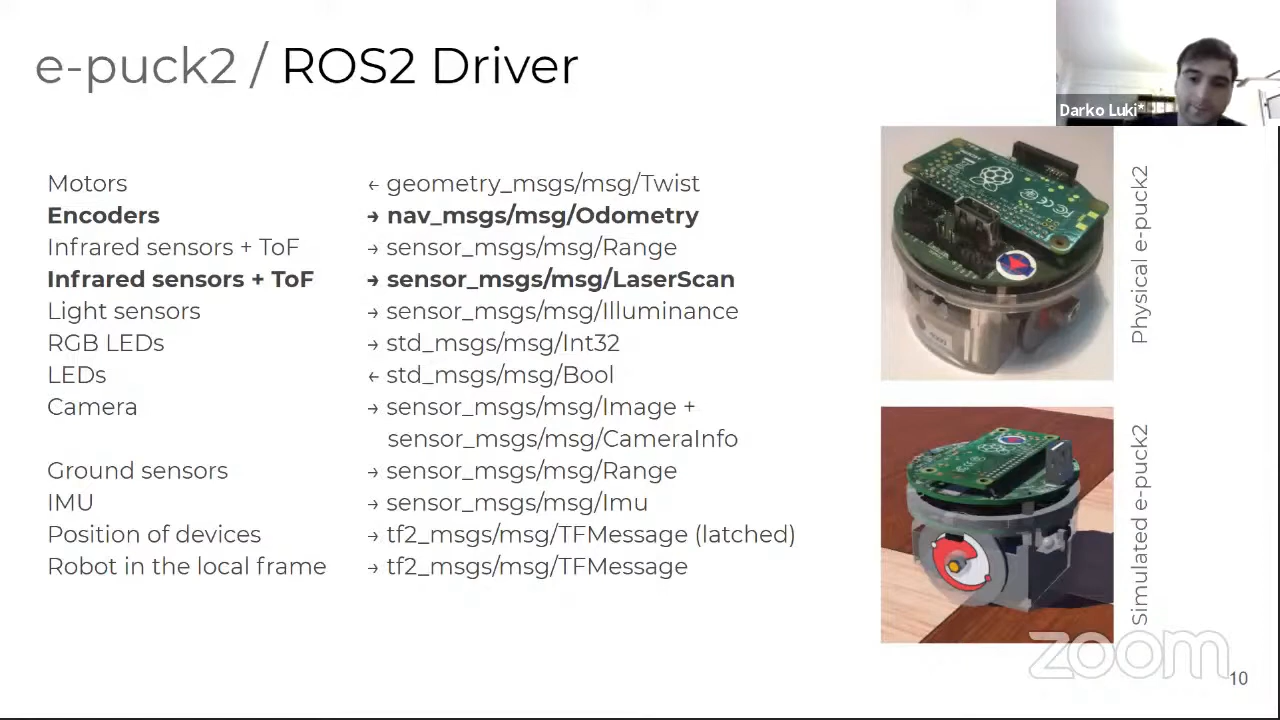 e-puck2 / ROS2 Driver
Darko Luki*
Motors ← geometry_msgs/msg/Twist
Encoders → nav_msgs/msg/Odometry
Infrared sensors + ToF → sensor_msgs/msg/Range
Infrared sensors + ToF → sensor_msgs/msg/LaserScan
Light sensors → sensor_msgs/msg/Illuminance
RGB LEDs → std_msgs/msg/Int32
LEDs ← std_msgs/msg/Bool
Camera → sensor_msgs/msg/Image +
sensor_msgs/msg/CameraInfo
Ground sensors → sensor_msgs/msg/Range
IMU → sensor_msgs/msg/Imu
Position of devices → tf2_msgs/msg/TFMessage (latched)
Robot in the local frame → tf2_msgs/msg/TFMessage
Physical e-puck2
Simulated e-puck2
zoom
10